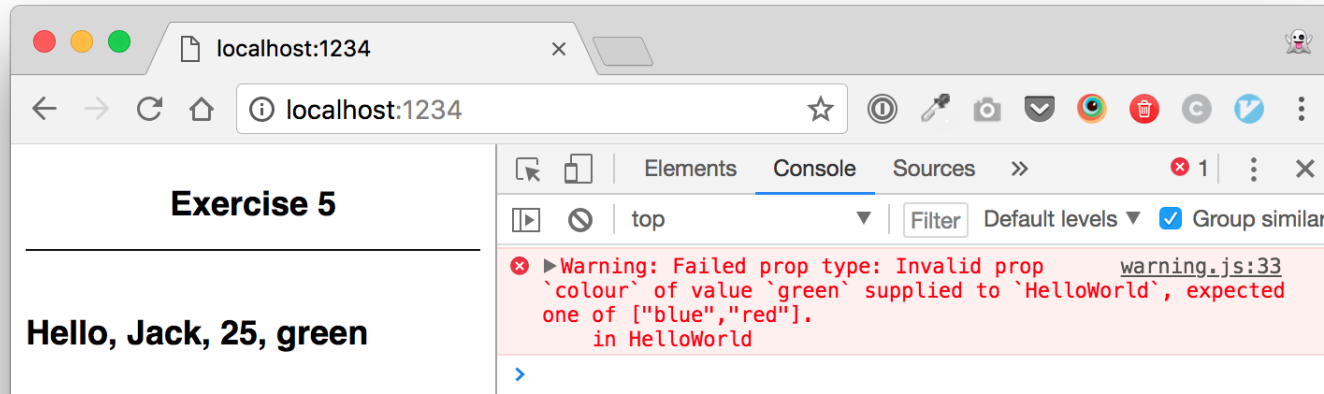 localhost:1234
localhost:1234
Elements Console Sources » 1
top Filter Default levels ▼ Group similar
Exercise 5
Warning: Failed prop type: Invalid prop warning.js:33
`colour` of value `green` supplied to `HelloWorld`, expected
one of ["blue","red"].
in HelloWorld
Hello, Jack, 25, green